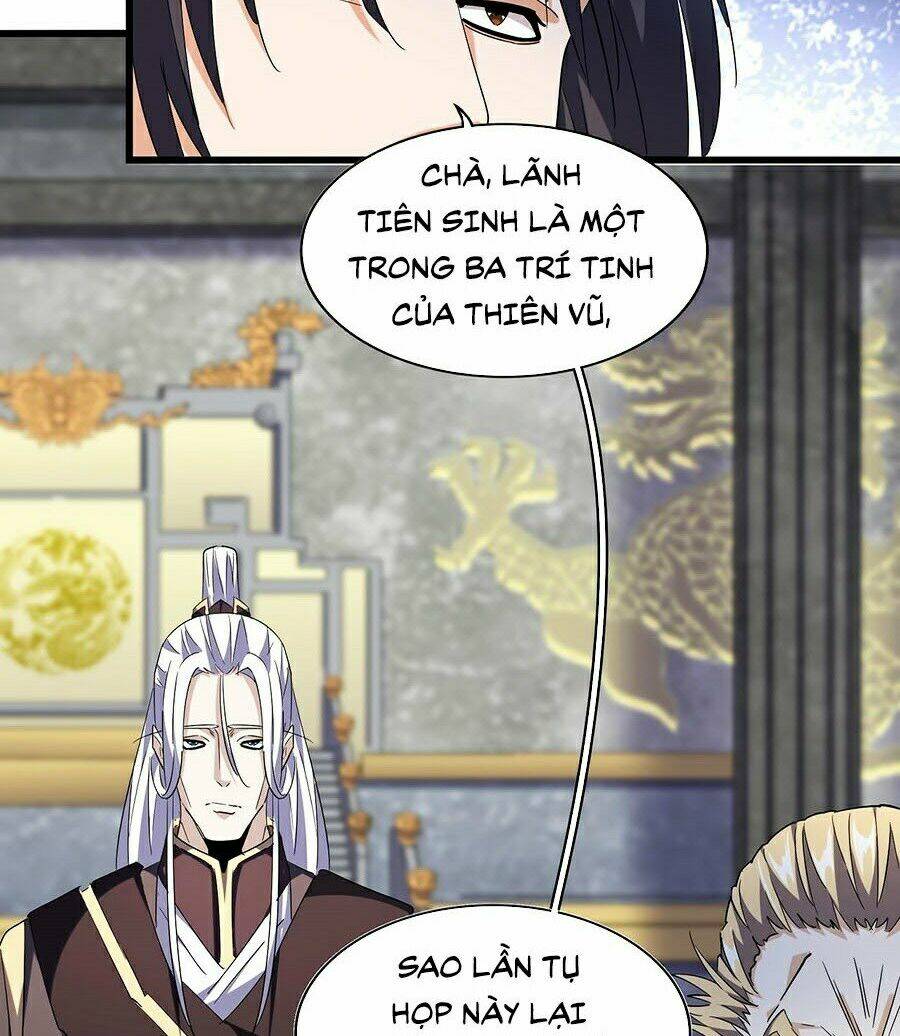 CHÀ, LÃNH
TIÊN SINH LÀ MỘT
TRONG BA TRÍ TINH
CỦA THIÊN VŨ,
SAO LẦN TỤ
HỌP NÀY LẠI